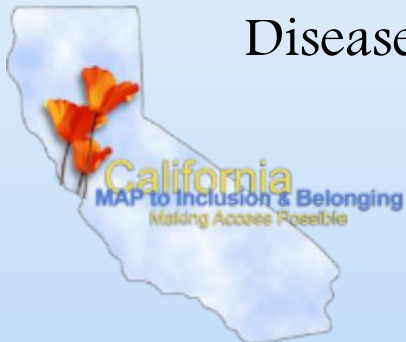 Disease
California
MAP to Inclusion & Belonging
Making Access Possible